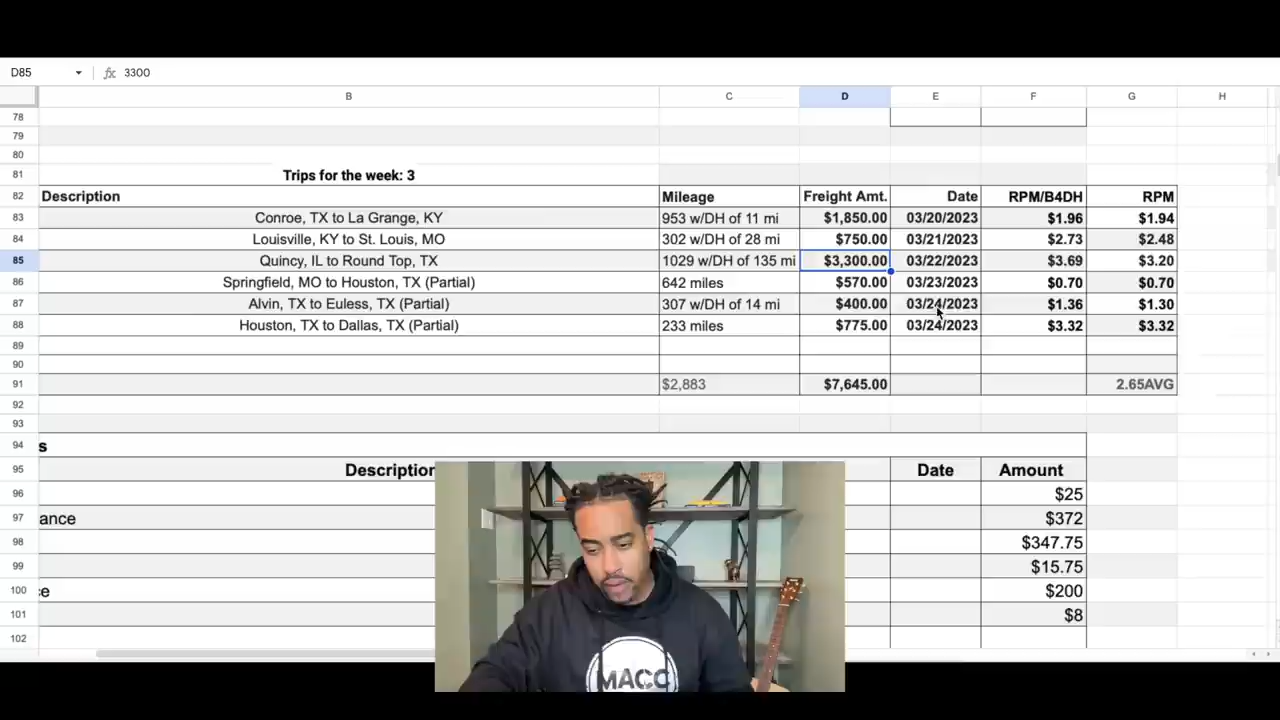 D85 fx 3300
B C D E F G H
78
79
80
81 Trips for the week: 3
82 Description Mileage Freight Amt. Date RPM/B4DH RPM
83 Conroe, TX to La Grange, KY 953 w/DH of 11 mi $1,850.00 03/20/2023 $1.96 $1.94
84 Louisville, KY to St. Louis, MO 302 w/DH of 28 mi $750.00 03/21/2023 $2.73 $2.48
85 Quincy, IL to Round Top, TX 1029 w/DH of 135 mi $3,300.00 03/22/2023 $3.69 $3.20
86 Springfield, MO to Houston, TX (Partial) 642 miles $570.00 03/23/2023 $0.70 $0.70
87 Alvin, TX to Euless, TX (Partial) 307 w/DH of 14 mi $400.00 03/24/2023 $1.36 $1.30
88 Houston, TX to Dallas, TX (Partial) 233 miles $775.00 03/24/2023 $3.32 $3.32
89
90
91 $2,883 $7,645.00 2.65AVG
92
93
94 s
95 Description Date Amount
96 $25
97 ance $372
98 $347.75
99 $15.75
100 ce $200
101 $8
102
MACC